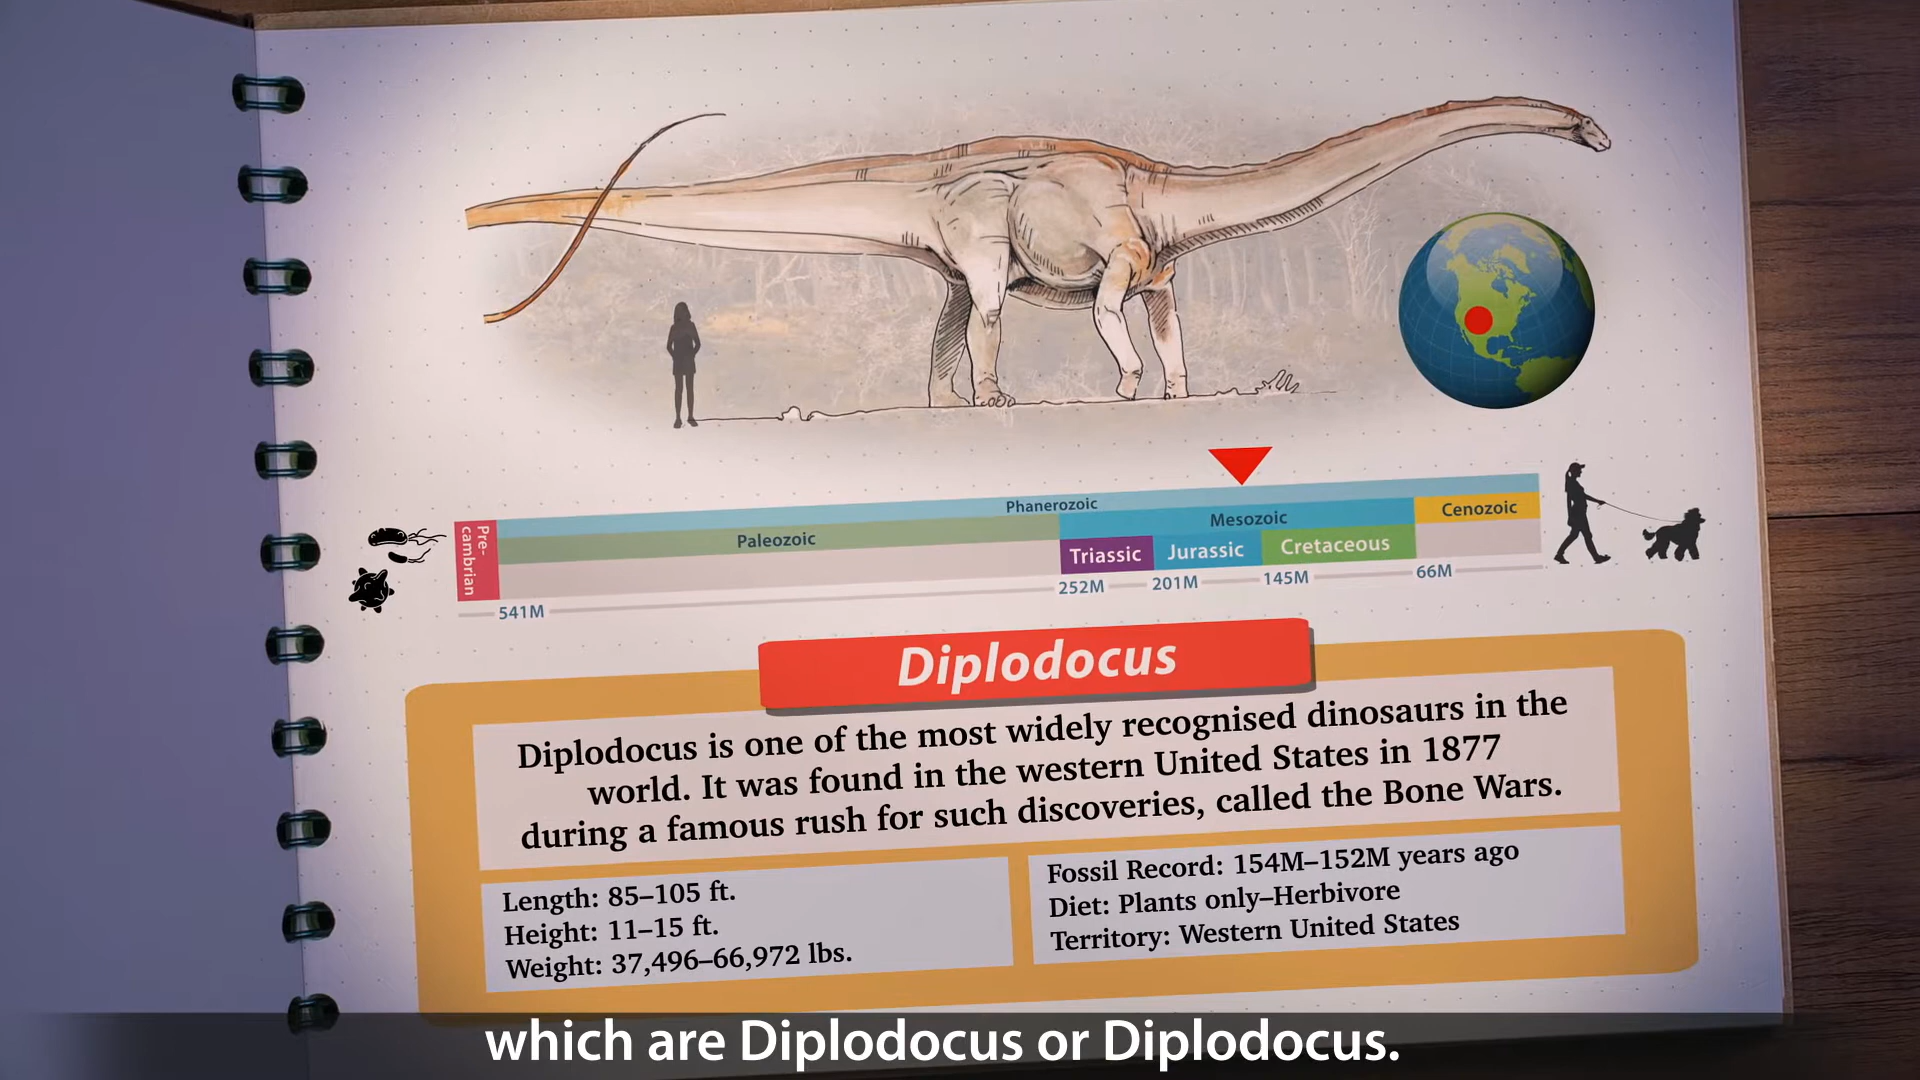 Phanerozoic
Pre-
cambrian
Paleozoic
Mesozoic
Cenozoic
Triassic
Jurassic
Cretaceous
541M
252M
201M
145M
66M
Diplodocus
Diplodocus is one of the most widely recognised dinosaurs in the
world. It was found in the western United States in 1877
during a famous rush for such discoveries, called the Bone Wars.
Length: 85–105 ft.
Height: 11–15 ft.
Weight: 37,496–66,972 lbs.
Fossil Record: 154M–152M years ago
Diet: Plants only–Herbivore
Territory: Western United States
which are Diplodocus or Diplodocus.